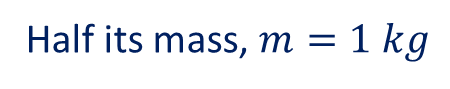 Half its mass, m = 1 kg